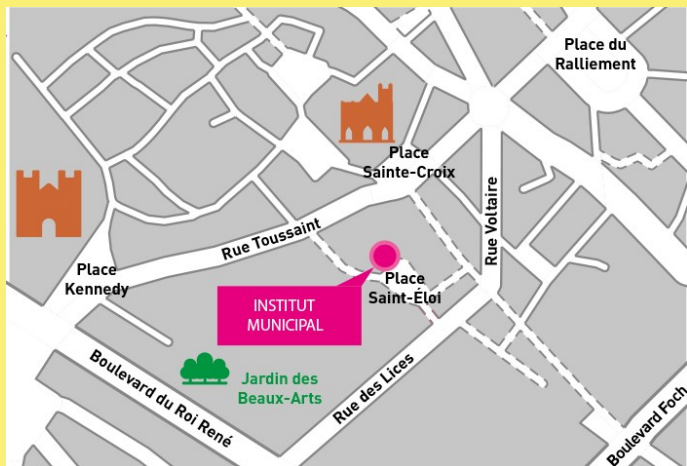 Place du
Ralliement
Place
Sainte-Croix
Rue Voltaire
Rue Toussaint
Place
Kennedy
Place
Saint-Éloi
INSTITUT
MUNICIPAL
Jardin des
Beaux-Arts
Rue des Lices
Boulevard du Roi René
Boulevard Foch